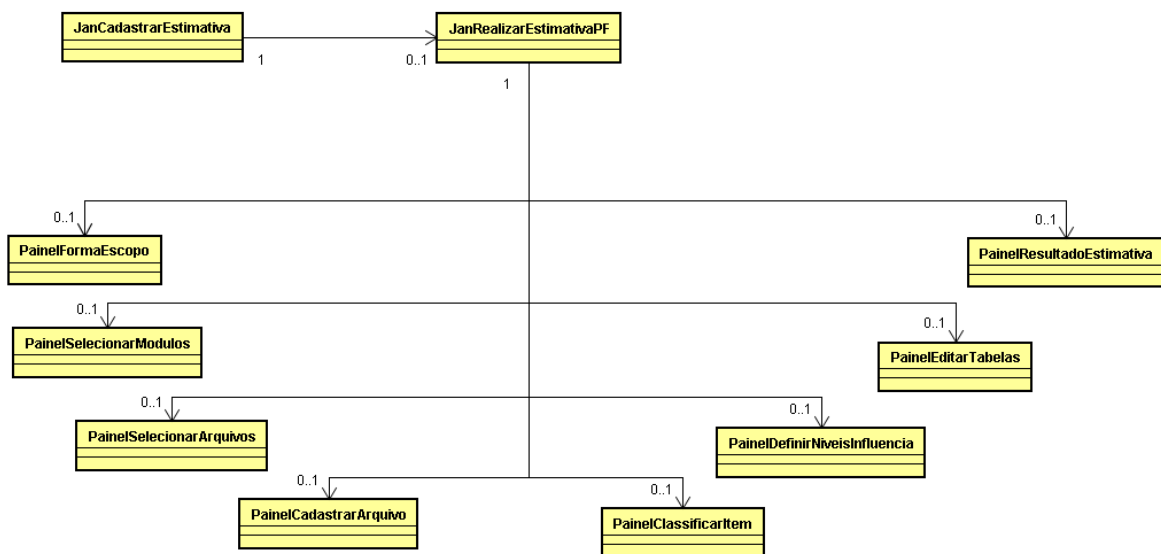 JanCadastrarEstimativa
JanRealizarEstimativaPF
1
0..1
1
0..1
0..1
PainelFormaEscopo
PainelResultadoEstimativa
0..1
0..1
PainelSelecionarModulos
PainelEditarTabelas
0..1
0..1
PainelSelecionarArquivos
PainelDefinirNiveisInfluencia
0..1
0..1
PainelCadastrarArquivo
PainelClassificarItem